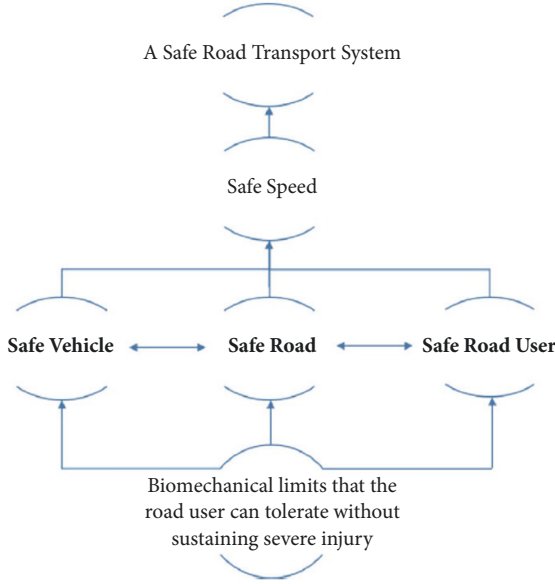 A Safe Road Transport System
Safe Speed
Safe Vehicle
Safe Road
Safe Road User
Biomechanical limits that the
road user can tolerate without
sustaining severe injury